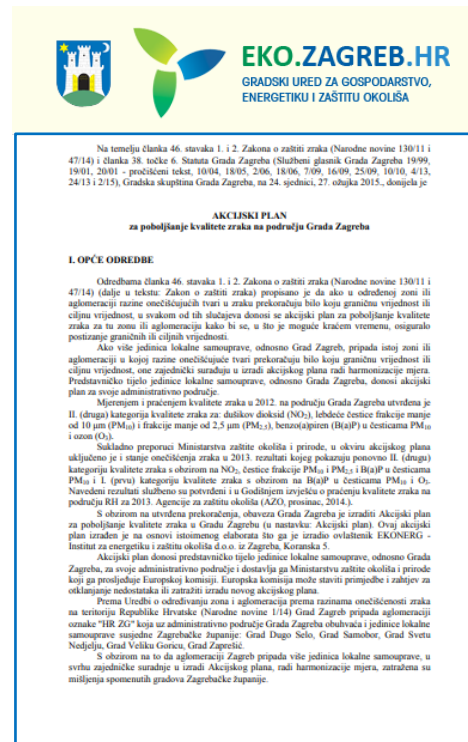 EKO.ZAGREB.HR
GRADSKI URED ZA GOSPODARSTVO,
ENERGETIKU I ZAŠTITU OKOLIŠA
Na temelju članka 46. stavaka 1. i 2. Zakona o zaštiti zraka (Narodne novine 130/11 i
47/14) i članka 38. točke 6. Statuta Grada Zagreba (Službeni glasnik Grada Zagreba 19/99,
19/01, 20/01 - pročišćeni tekst, 10/04, 18/05, 2/06, 18/06, 7/09, 16/09, 25/09, 10/10, 4/13,
24/13 i 2/15), Gradska skupština Grada Zagreba, na 24. sjednici, 27. ožujka 2015., donijela je
AKCIJSKI PLAN
za poboljšanje kvalitete zraka na području Grada Zagreba
I. OPĆE ODREDBE
Odredbama članka 46. stavaka 1. i 2. Zakona o zaštiti zraka (Narodne novine 130/11 i
47/14) (dalje u tekstu: Zakon o zaštiti zraka) propisano je da ako u određenoj zoni ili
aglomeraciji razine onečišćujućih tvari u zraku prekoračuju bilo koju graničnu vrijednost ili
ciljnu vrijednost, u svakom od tih slučajeva donosi se akcijski plan za poboljšanje kvalitete
zraka za tu zonu ili aglomeraciju kako bi se, u što je moguće kraćem vremenu, osiguralo
postizanje graničnih ili ciljnih vrijednosti.
Ako više jedinica lokalne samouprave, odnosno Grad Zagreb, pripada istoj zoni ili
aglomeraciji u kojoj razine onečišćujuće tvari prekoračuju bilo koju graničnu vrijednost ili
ciljnu vrijednost, one zajednički surađuju u izradi akcijskog plana radi harmonizacije mjera.
Predstavničko tijelo jedinice lokalne samouprave, odnosno Grada Zagreba, donosi akcijski
plan za svoje administrativno područje.
Mjerenjem i praćenjem kvalitete zraka u 2012. na području Grada Zagreba utvrđena je
II. (druga) kategorija kvalitete zraka za: dušikov dioksid (NO₂), lebdeće čestice frakcije manje
od 10 µm (PM₁₀) i frakcije manje od 2,5 µm (PM₂,₅), benzo(a)piren (B(a)P) u česticama PM₁₀
i ozon (O₃).
Sukladno preporuci Ministarstva zaštite okoliša i prirode, u okviru akcijskog plana
uključeno je i stanje onečišćenja zraka u 2013. rezultati kojeg pokazuju ponovno II. (drugu)
kategoriju kvalitete zraka s obzirom na NO₂, čestice frakcije PM₁₀ i PM₂,₅ i B(a)P u česticama
PM₁₀ i I. (prvu) kategoriju kvalitete zraka s obzirom na B(a)P u česticama PM₁₀ i O₃.
Navedeni rezultati službeno su potvrđeni i u Godišnjem izvješću o praćenju kvalitete zraka na
području RH za 2013. Agencije za zaštitu okoliša (AZO, prosinac, 2014.).
S obzirom na utvrđena prekoračenja, obaveza Grada Zagreba je izraditi Akcijski plan
za poboljšanje kvalitete zraka u Gradu Zagrebu (u nastavku: Akcijski plan). Ovaj akcijski
plan izrađen je na osnovi istoimenog elaborata što ga je izradio ovlaštenik EKONERG -
Institut za energetiku i zaštitu okoliša d.o.o. iz Zagreba, Koranska 5.
Akcijski plan donosi predstavničko tijelo jedinice lokalne samouprave, odnosno Grada
Zagreba, za svoje administrativno područje i dostavlja ga Ministarstvu zaštite okoliša i prirode
koji ga prosljeđuje Europskoj komisiji. Europska komisija može staviti primjedbe i zahtjev za
otklanjanje nedostataka ili zatražiti izradu novog akcijskog plana.
Prema Uredbi o određivanju zona i aglomeracija prema razinama onečišćenosti zraka
na teritoriju Republike Hrvatske (Narodne novine 1/14) Grad Zagreb pripada aglomeraciji
oznake "HR ZG" koja uz administrativno područje Grada Zagreba obuhvaća i jedinice lokalne
samouprave susjedne Zagrebačke županije: Grad Dugo Selo, Grad Samobor, Grad Svetu
Nedjelju, Grad Veliku Goricu, Grad Zaprešić.
S obzirom na to da aglomeraciji Zagreb pripada više jedinica lokalne samouprave, u
svrhu zajedničke suradnje u izradi Akcijskog plana, radi harmonizacije mjera, zatražena su
mišljenja spomenutih gradova Zagrebačke županije.